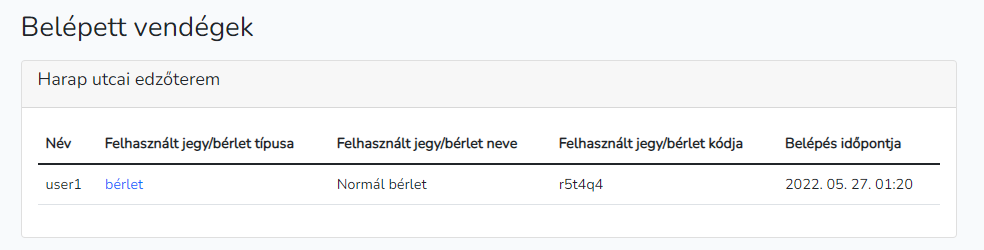 Belépett vendégek
Harap utcai edzőterem
Név Felhasznált jegy/bérlet típusa Felhasznált jegy/bérlet neve Felhasznált jegy/bérlet kódja Belépés időpontja
user1 bérlet Normál bérlet r5t4q4 2022. 05. 27. 01:20